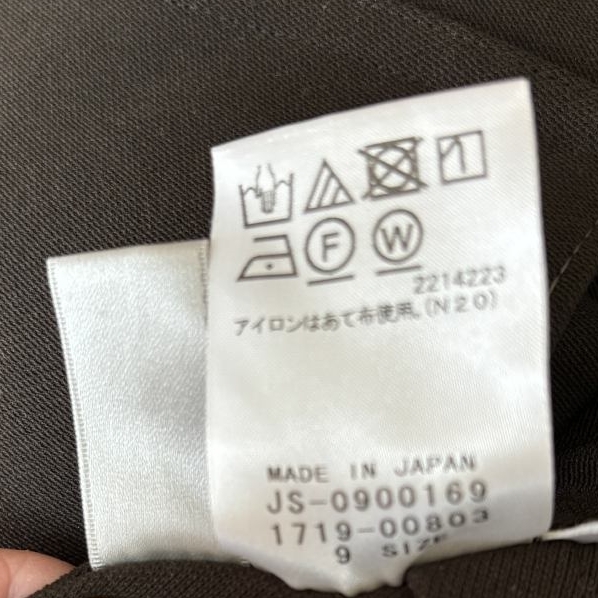 F W
2214223
アイロンはあて布使用。(N20)
MADE IN JAPAN
JS-0900169
1719-00803
9 SIZE